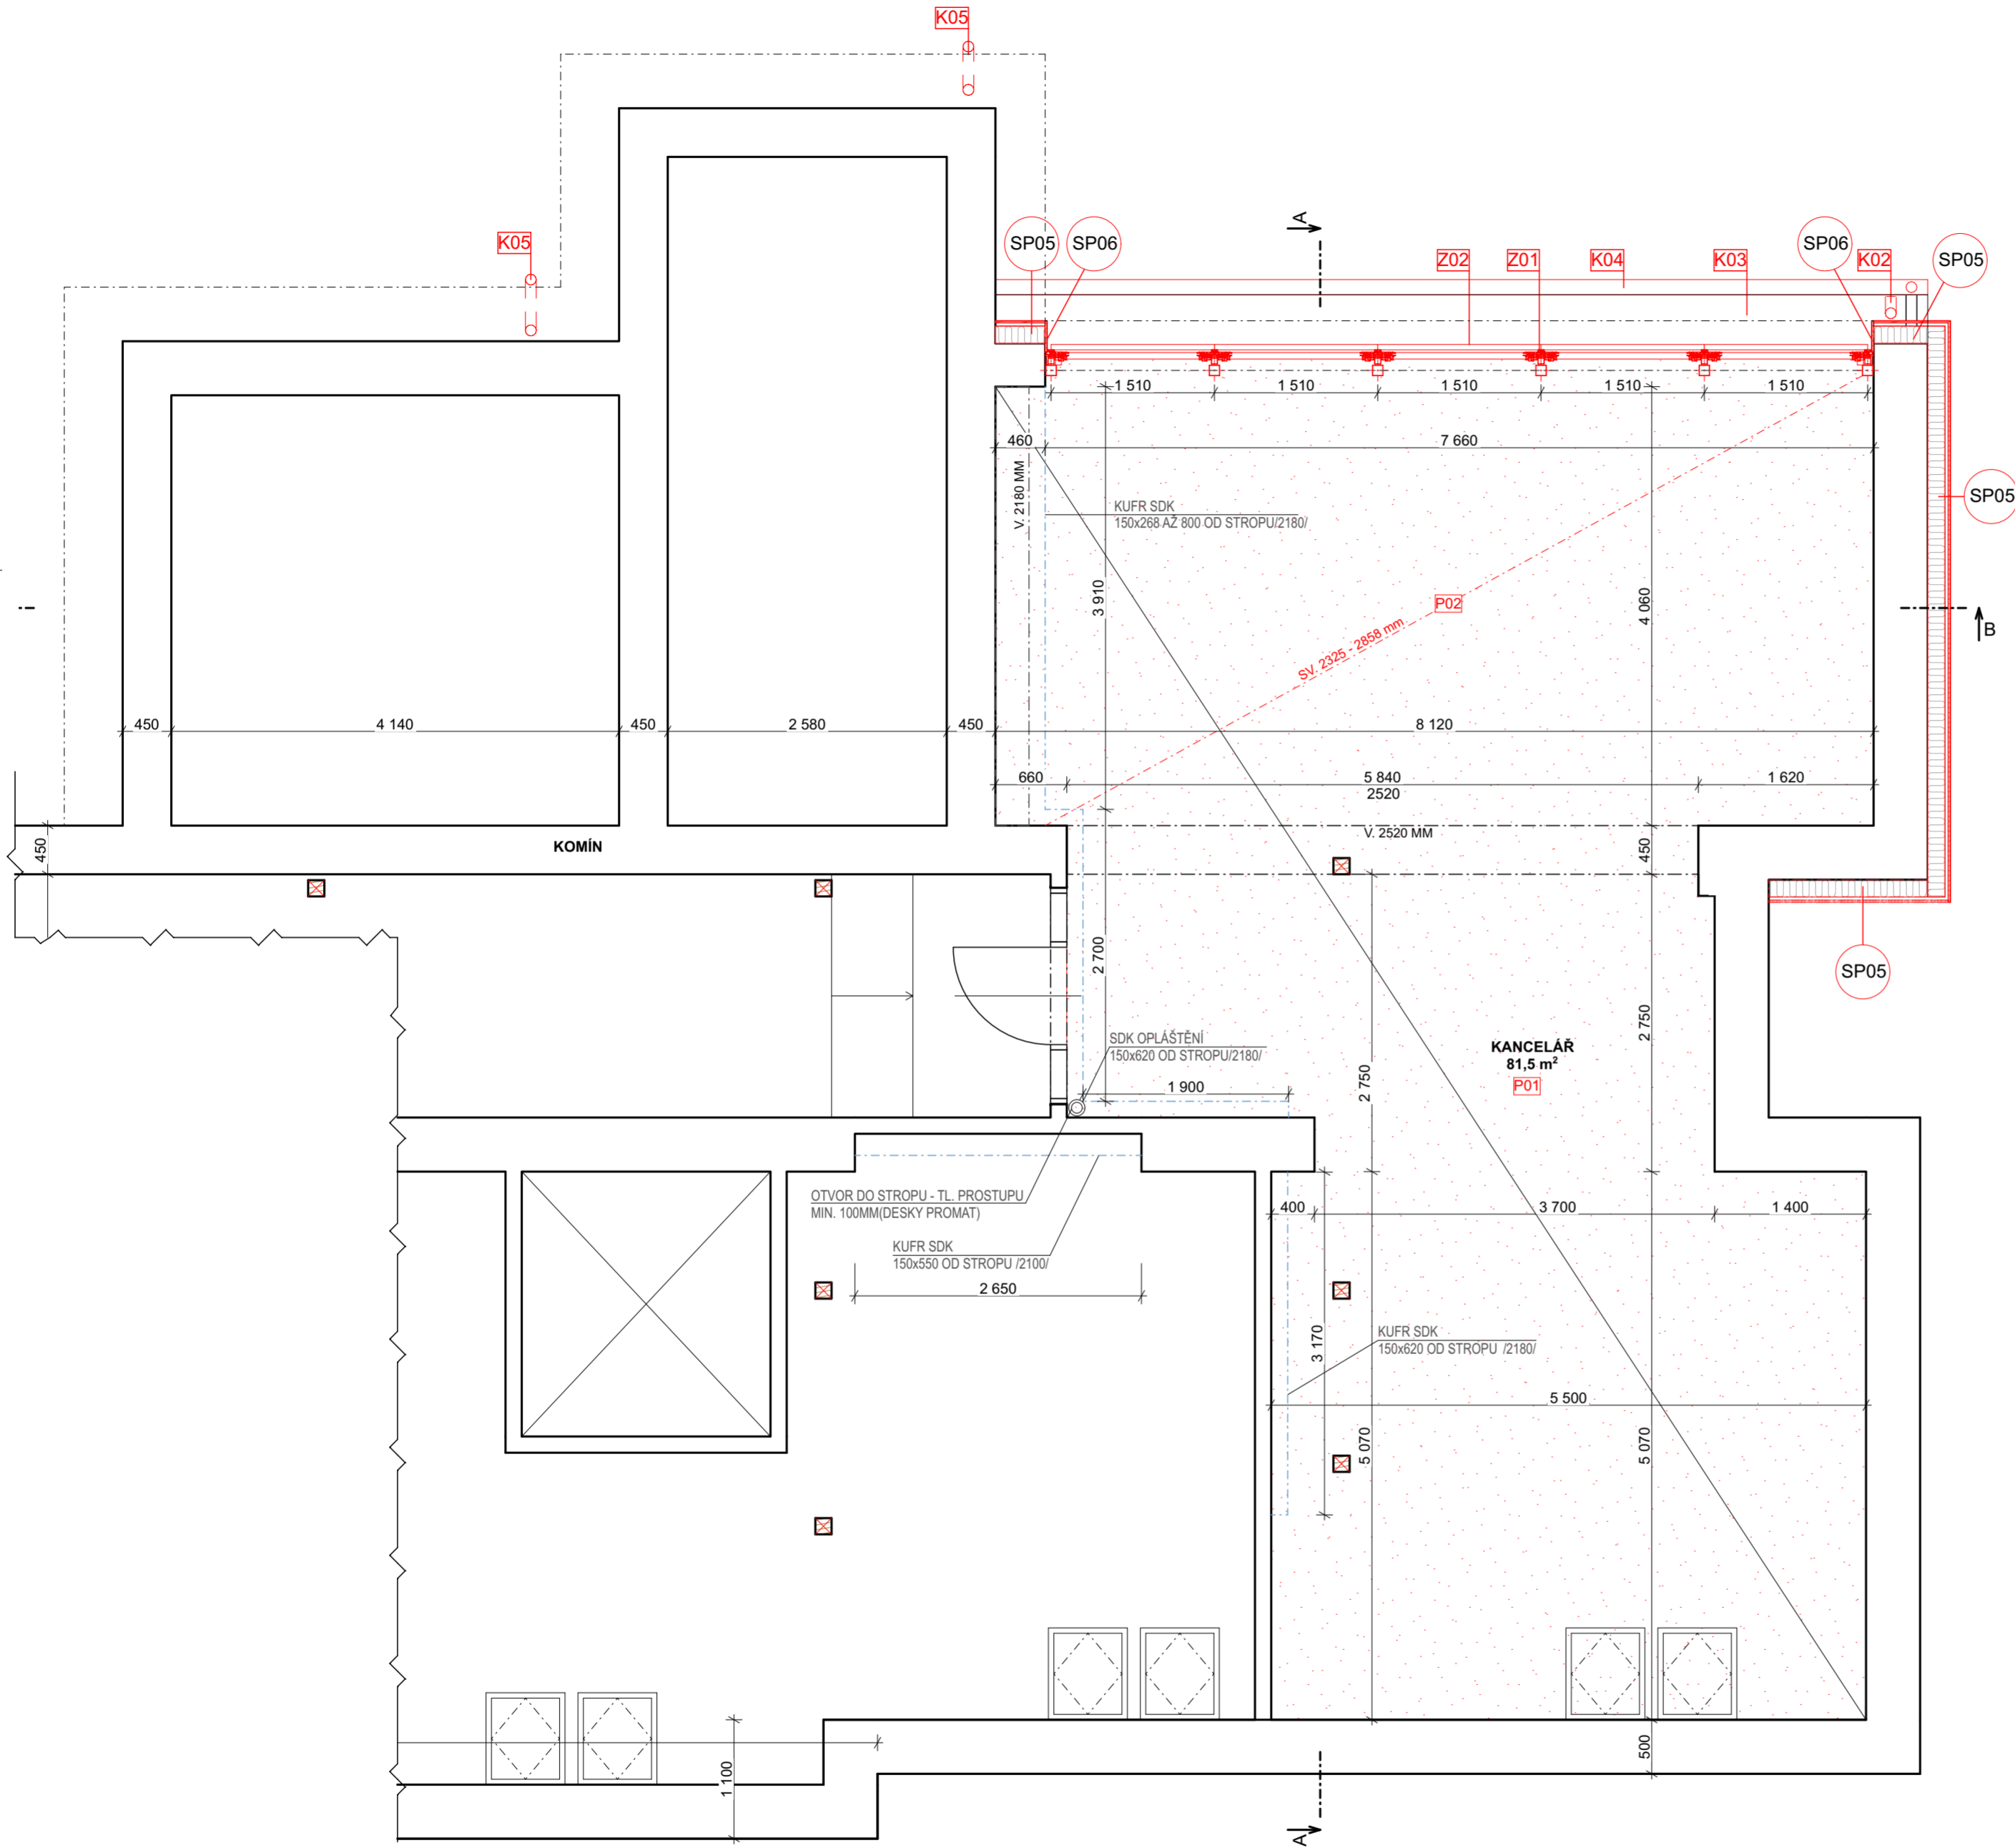 K05
K05
A
SP05
SP06
Z02
Z01
K04
K03
SP06
K02
SP05
1 510
1 510
1 510
1 510
1 510
460
7 660
V. 2180 MM
KUFR SDK
150x268 AŽ 800 OD STROPU/2180/
SP05
3 910
P02
4 060
SV. 2325 - 2858 mm
B
450
4 140
450
2 580
450
8 120
660
5 840
2520
1 620
V. 2520 MM
KOMÍN
450
450
2 700
SP05
SDK OPLÁŠTĚNÍ
150x620 OD STROPU/2180/
1 900
2 750
2 750
KANCELÁŘ
81,5 m²
P01
OTVOR DO STROPU - TL. PROSTUPU
MIN. 100MM(DESKY PROMAT)
400
3 700
1 400
KUFR SDK
150x550 OD STROPU /2100/
2 650
3 170
KUFR SDK
150x620 OD STROPU /2180/
5 500
5 070
5 070
1 100
500
A